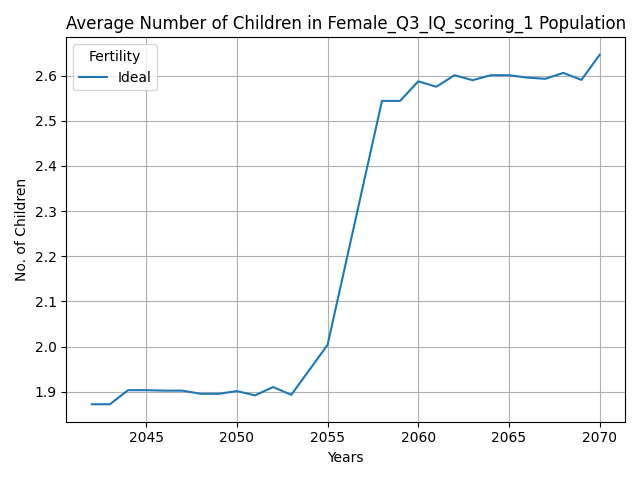 Average Number of Children in Female_Q3_IQ_scoring_1 Population
Fertility
Ideal
2.6
2.5
2.4
2.3
2.2
2.1
2.0
1.9
No. of Children
2045 2050 2055 2060 2065 2070
Years